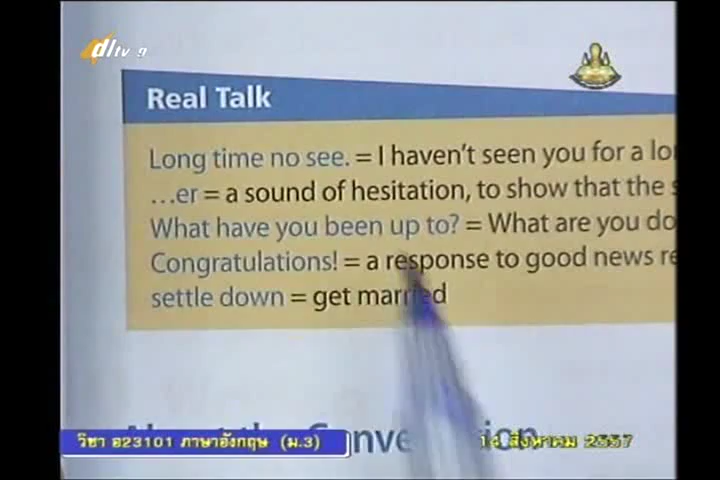 dltv 9
Real Talk
Long time no see. = I haven't seen you for a
...er = a sound of hesitation, to show that the
What have you been up to? = What are you
Congratulations! = a response to good news
settle down = get married
วิชา อ23101 ภาษาอังกฤษ (ม.3)
14 สิงหาคม 2557